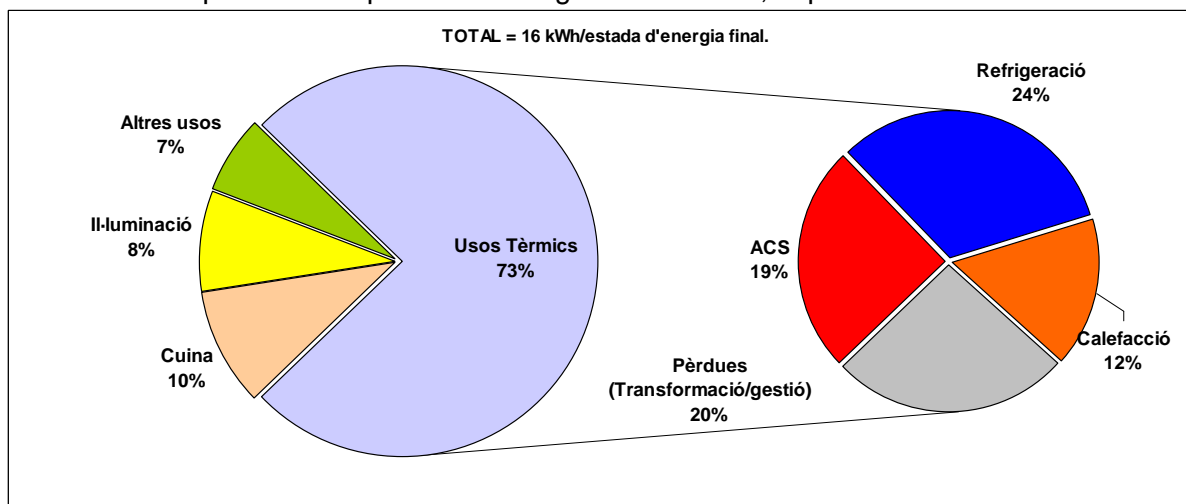 TOTAL = 16 kWh/estada d'energia final.
Refrigeració
24%
Altres usos
7%
Il·luminació
8%
Usos Tèrmics
73%
ACS
19%
Cuina
10%
Calefacció
12%
Pèrdues
(Transformació/gestió)
20%